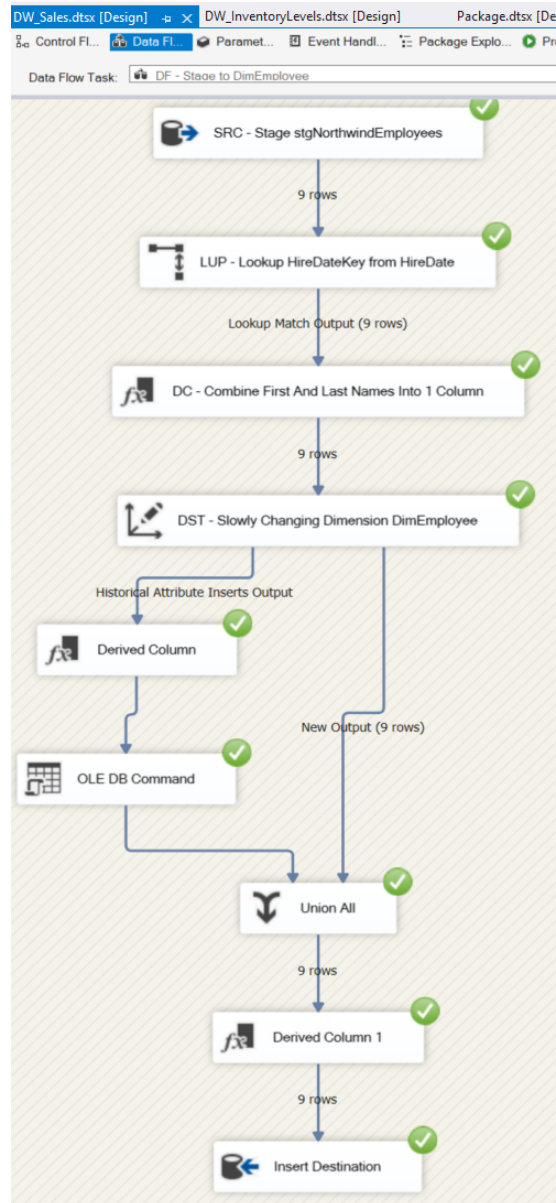 DW_Sales.dtsx [Design] DW_InventoryLevels.dtsx [Design] Package.dtsx [De
Control Fl... Data Fl... Paramet... Event Handl... Package Explo... Pr
Data Flow Task: DF - Stage to DimEmployee
SRC - Stage stgNorthwindEmployees
9 rows
LUP - Lookup HireDateKey from HireDate
Lookup Match Output (9 rows)
DC - Combine First And Last Names Into 1 Column
9 rows
DST - Slowly Changing Dimension DimEmployee
Historical Attribute Inserts Output
Derived Column
New Output (9 rows)
OLE DB Command
Union All
9 rows
Derived Column 1
9 rows
Insert Destination